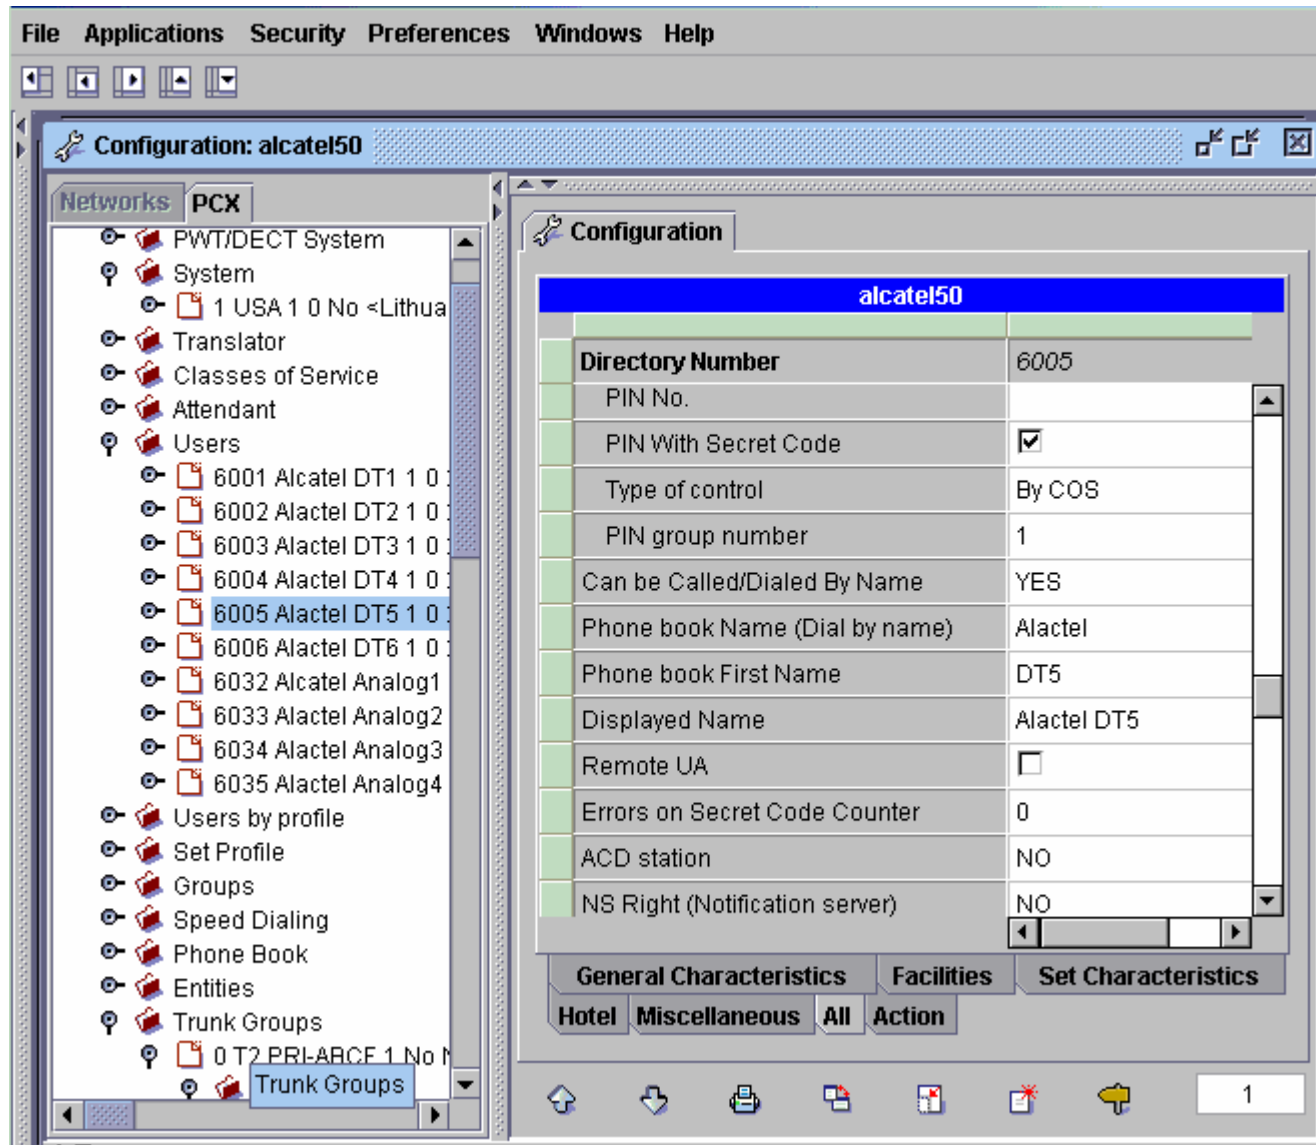 File Applications Security Preferences Windows Help
Configuration: alcatel50
Networks PCX
PWT/DECT System
System
1 USA 1 0 No <Lithua
Translator
Classes of Service
Attendant
Users
6001 Alcatel DT1 1 0
6002 Alactel DT2 1 0
6003 Alactel DT3 1 0
6004 Alactel DT4 1 0
6005 Alactel DT5 1 0
6006 Alactel DT6 1 0
6032 Alcatel Analog1
6033 Alactel Analog2
6034 Alactel Analog3
6035 Alactel Analog4
Users by profile
Set Profile
Groups
Speed Dialing
Phone Book
Entities
Trunk Groups
0 T2 PRI-ABCF 1 No
Trunk Groups
Configuration
alcatel50
Directory Number 6005
PIN No.
PIN With Secret Code
Type of control By COS
PIN group number 1
Can be Called/Dialed By Name YES
Phone book Name (Dial by name) Alactel
Phone book First Name DT5
Displayed Name Alactel DT5
Remote UA
Errors on Secret Code Counter 0
ACD station NO
NS Right (Notification server) NO
General Characteristics Facilities Set Characteristics
Hotel Miscellaneous All Action
1